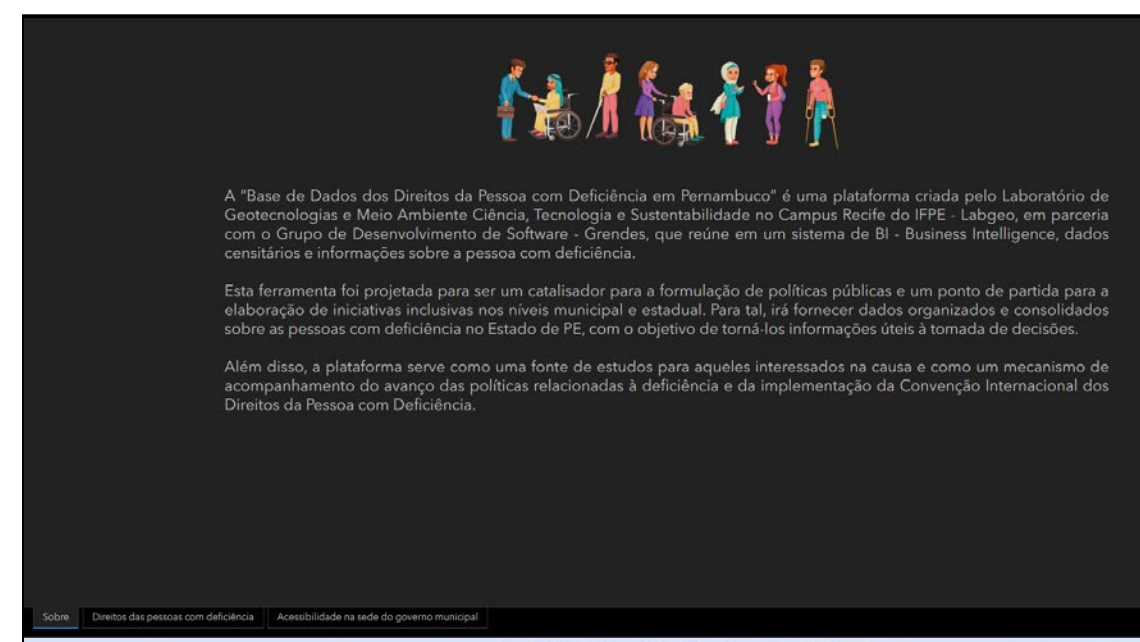 A “Base de Dados dos Direitos da Pessoa com Deficiência em Pernambuco” é uma plataforma criada pelo Laboratório de
Geotecnologias e Meio Ambiente Ciência, Tecnologia e Sustentabilidade no Campus Recife do IFPE - Labgeo, em parceria
com o Grupo de Desenvolvimento de Software - Grendes, que reúne em um sistema de BI - Business Intelligence, dados
censitários e informações sobre a pessoa com deficiência.
Esta ferramenta foi projetada para ser um catalisador para a formulação de políticas públicas e um ponto de partida para a
elaboração de iniciativas inclusivas nos níveis municipal e estadual. Para tal, irá fornecer dados organizados e consolidados
sobre as pessoas com deficiência no Estado de PE, com o objetivo de torná-los informações úteis à tomada de decisões.
Além disso, a plataforma serve como uma fonte de estudos para aqueles interessados na causa e como um mecanismo de
acompanhamento do avanço das políticas relacionadas à deficiência e da implementação da Convenção Internacional dos
Direitos da Pessoa com Deficiência.
Sobre Direitos das pessoas com deficiência Acessibilidade na sede do governo municipal